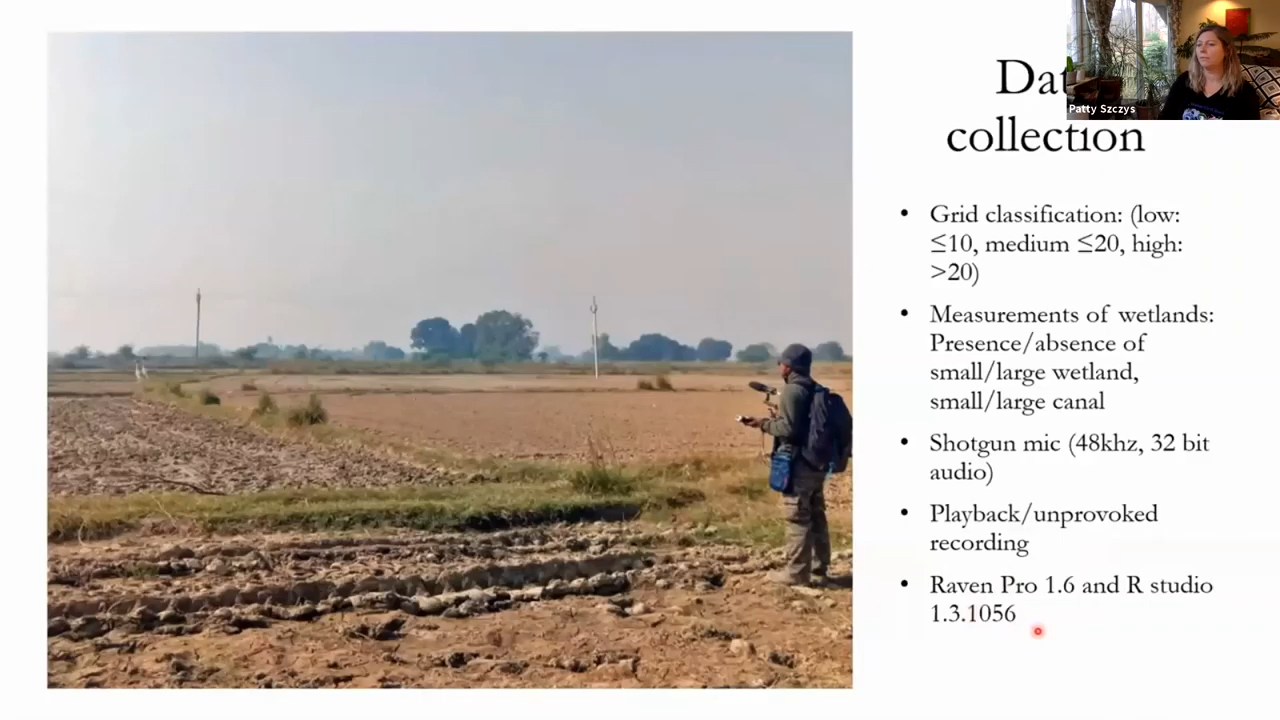 Patty Szczys
collection
• Grid classification: (low:
≤10, medium ≤20, high:
>20)
• Measurements of wetlands:
Presence/absence of
small/large wetland,
small/large canal
• Shotgun mic (48khz, 32 bit
audio)
• Playback/unprovoked
recording
• Raven Pro 1.6 and R studio
1.3.1056